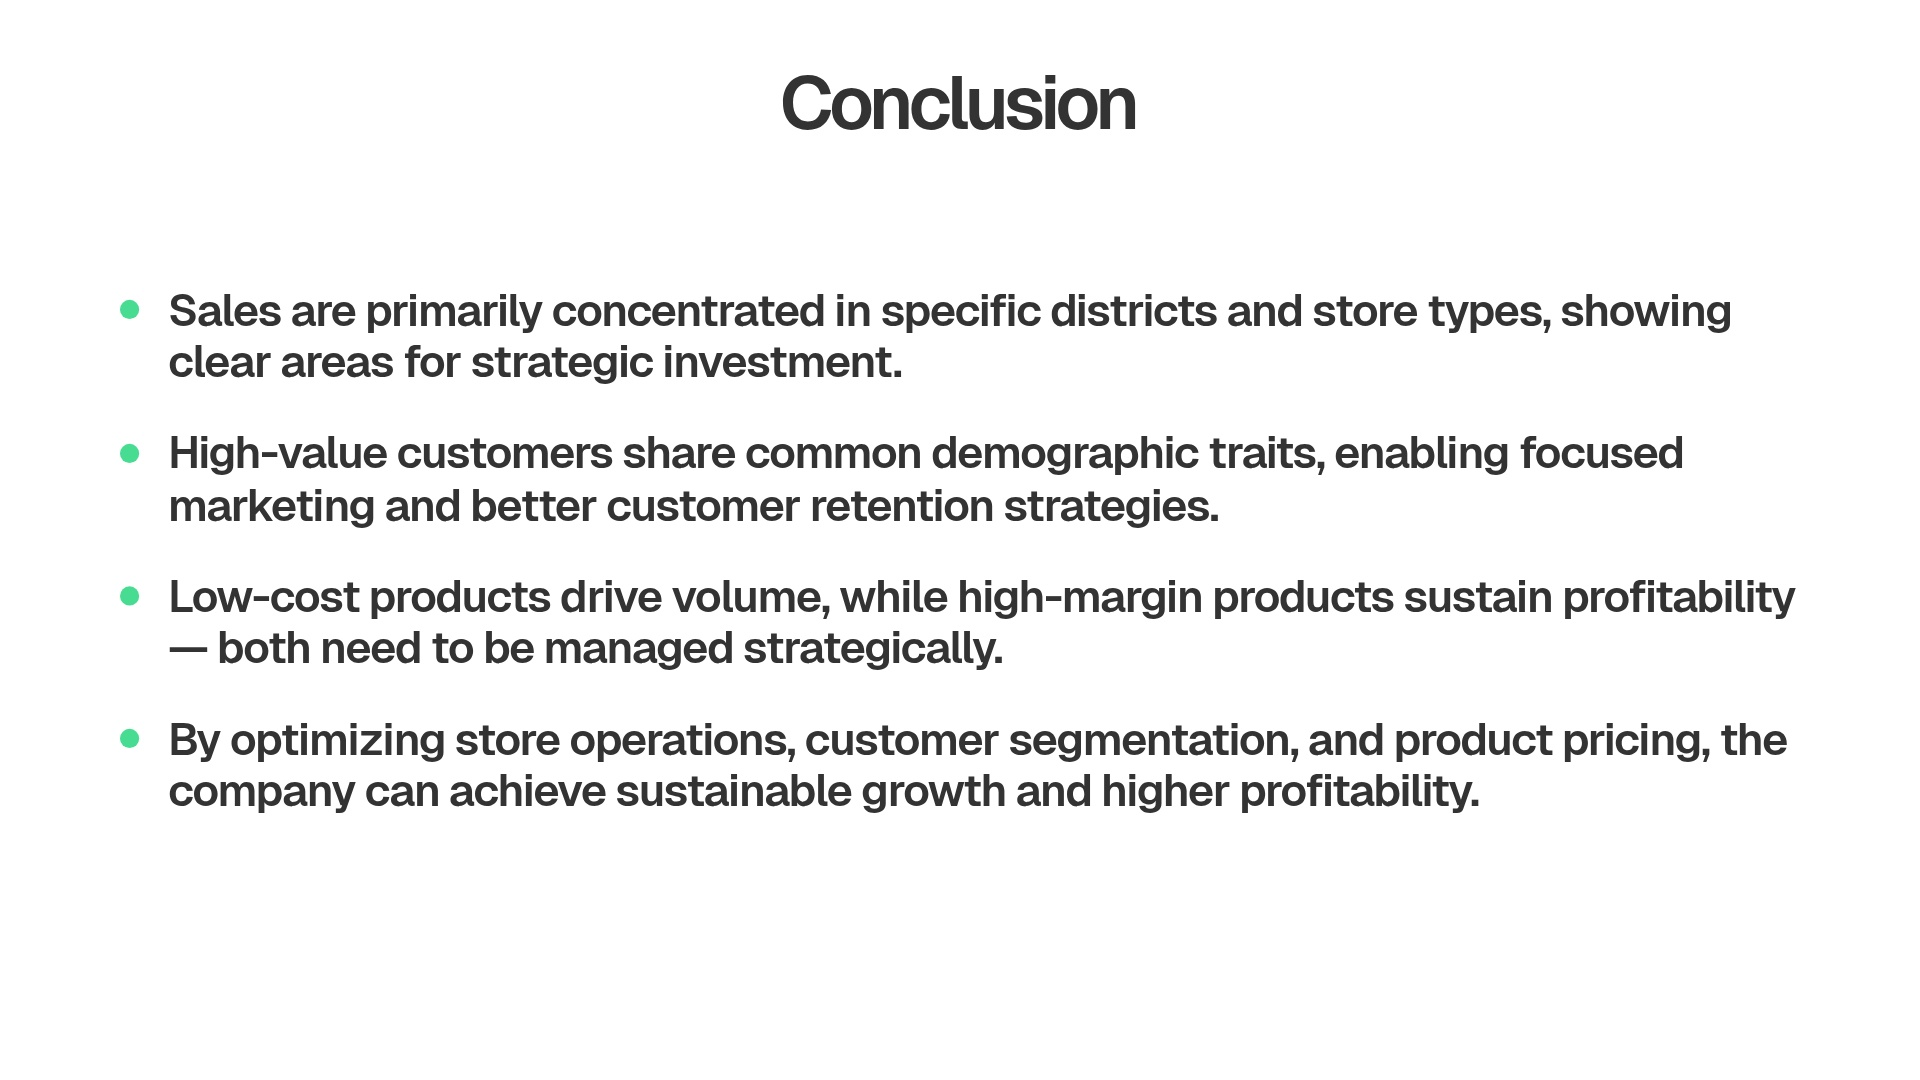 Conclusion
Sales are primarily concentrated in specific districts and store types, showing
clear areas for strategic investment.
High-value customers share common demographic traits, enabling focused
marketing and better customer retention strategies.
Low-cost products drive volume, while high-margin products sustain profitability
— both need to be managed strategically.
By optimizing store operations, customer segmentation, and product pricing, the
company can achieve sustainable growth and higher profitability.